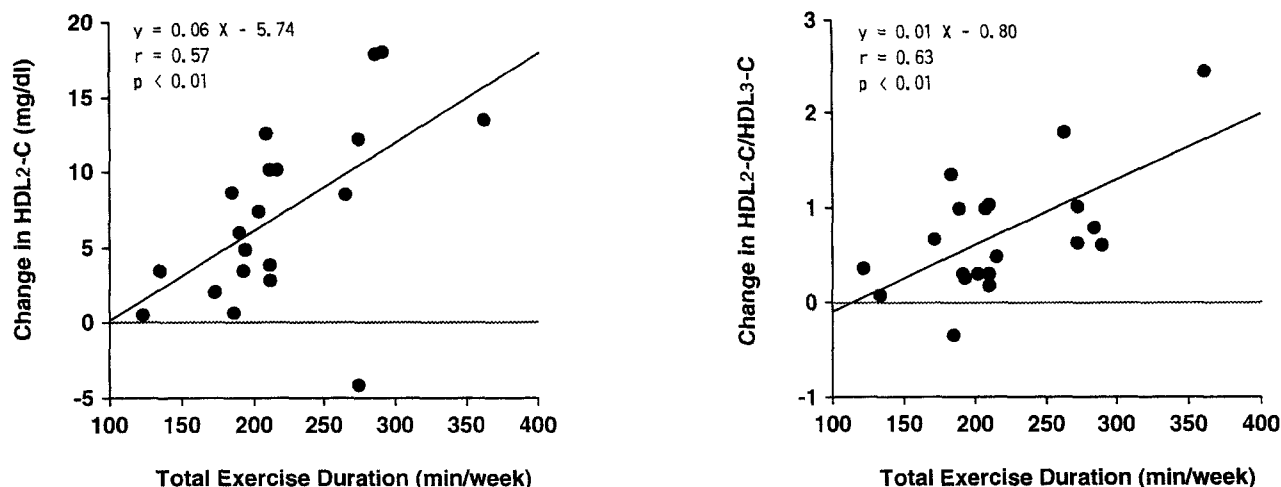 y = 0.06 X - 5.74
r = 0.57
p < 0.01
Change in HDL2-C (mg/dl)
20
15
10
5
0
-5
100 150 200 250 300 350 400
Total Exercise Duration (min/week)
y = 0.01 X - 0.80
r = 0.63
p < 0.01
Change in HDL2-C/HDL3-C
3
2
1
0
-1
100 150 200 250 300 350 400
Total Exercise Duration (min/week)